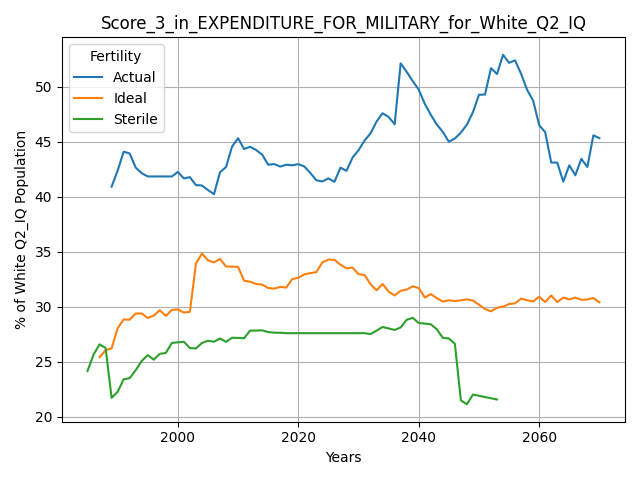 Score_3_in_EXPENDITURE_FOR_MILITARY_for_White_Q2_IQ
Fertility
Actual
Ideal
Sterile
% of White Q2_IQ Population
50
45
40
35
30
25
20
2000
2020
2040
2060
Years